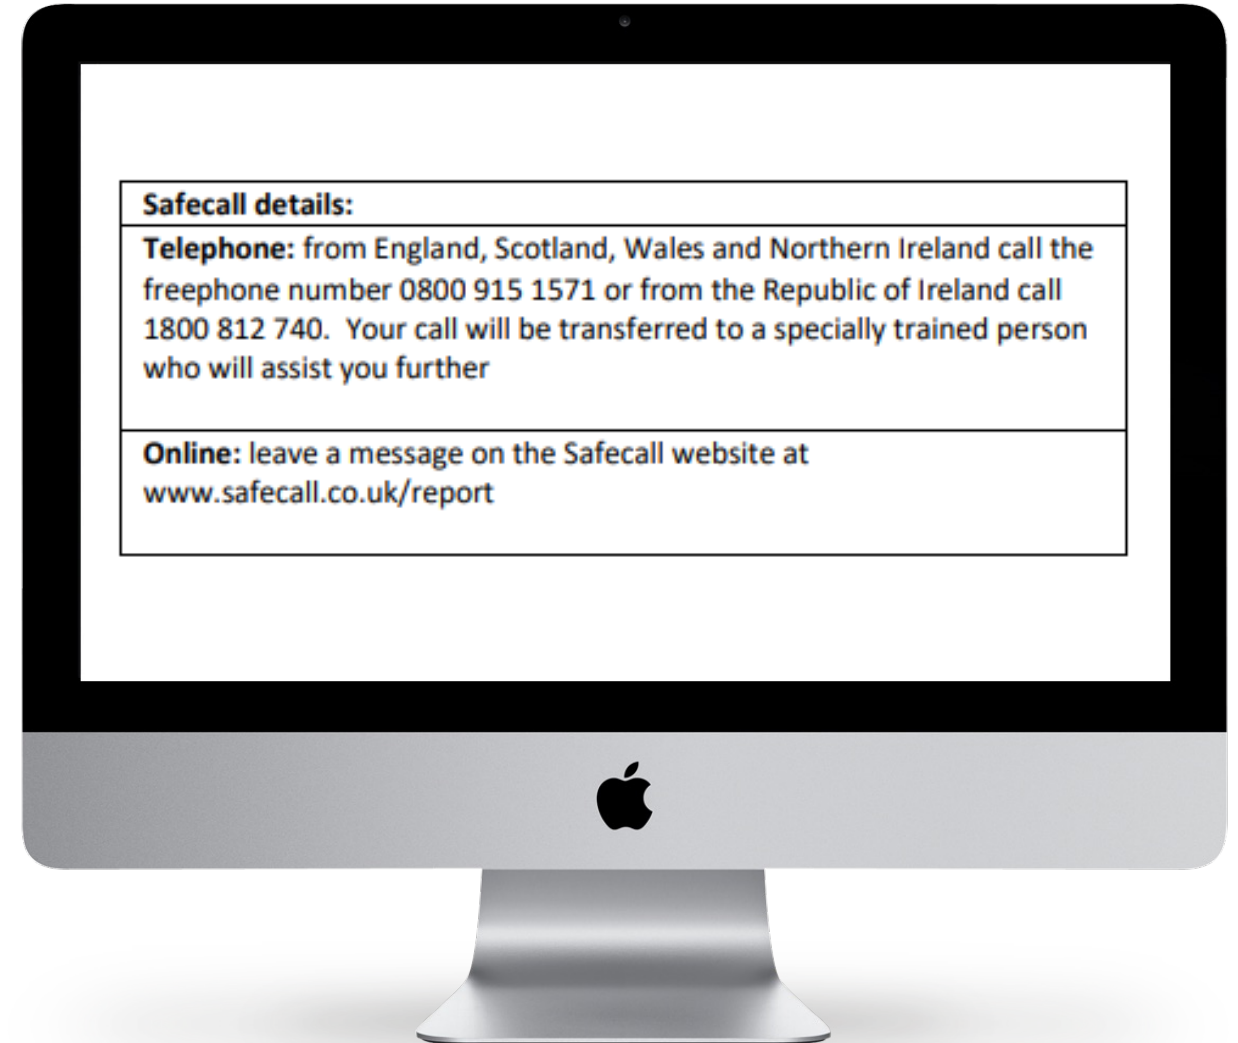 Safecall details:
Telephone: from England, Scotland, Wales and Northern Ireland call the
freephone number 0800 915 1571 or from the Republic of Ireland call
1800 812 740.  Your call will be transferred to a specially trained person
who will assist you further
Online: leave a message on the Safecall website at
www.safecall.co.uk/report